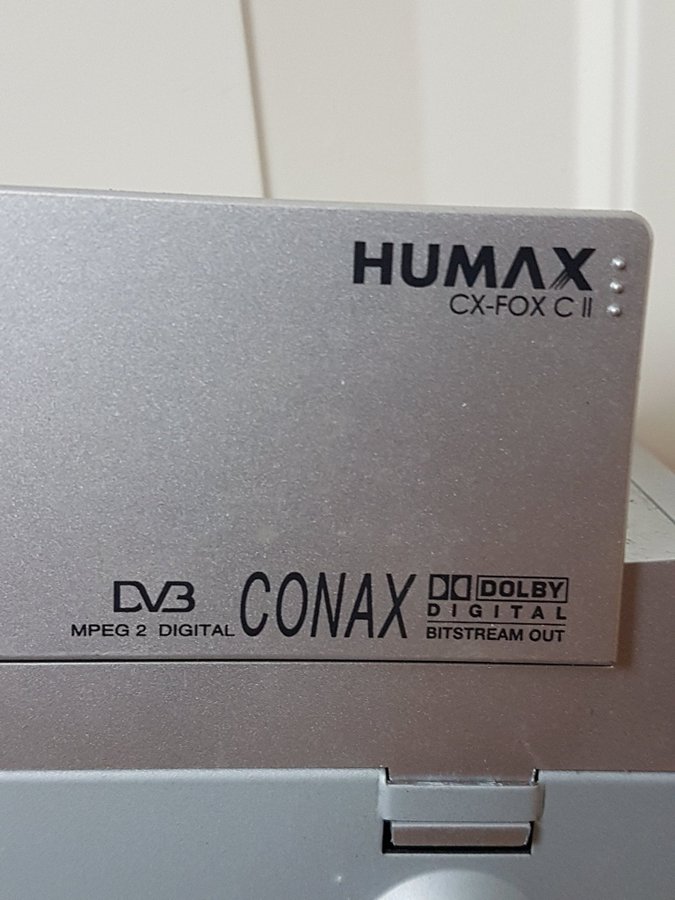 HUMAX
CX-FOX C II
DVB
MPEG 2 DIGITAL
CONAX
DOLBY
DIGITAL
BITSTREAM OUT